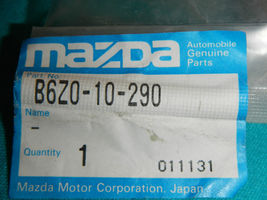 mazda
Automobile
Genuine
Parts
Part No.
B6Z0-10-290
Name
-
Quantity
1
011131
Mazda Motor Corporation, Japan